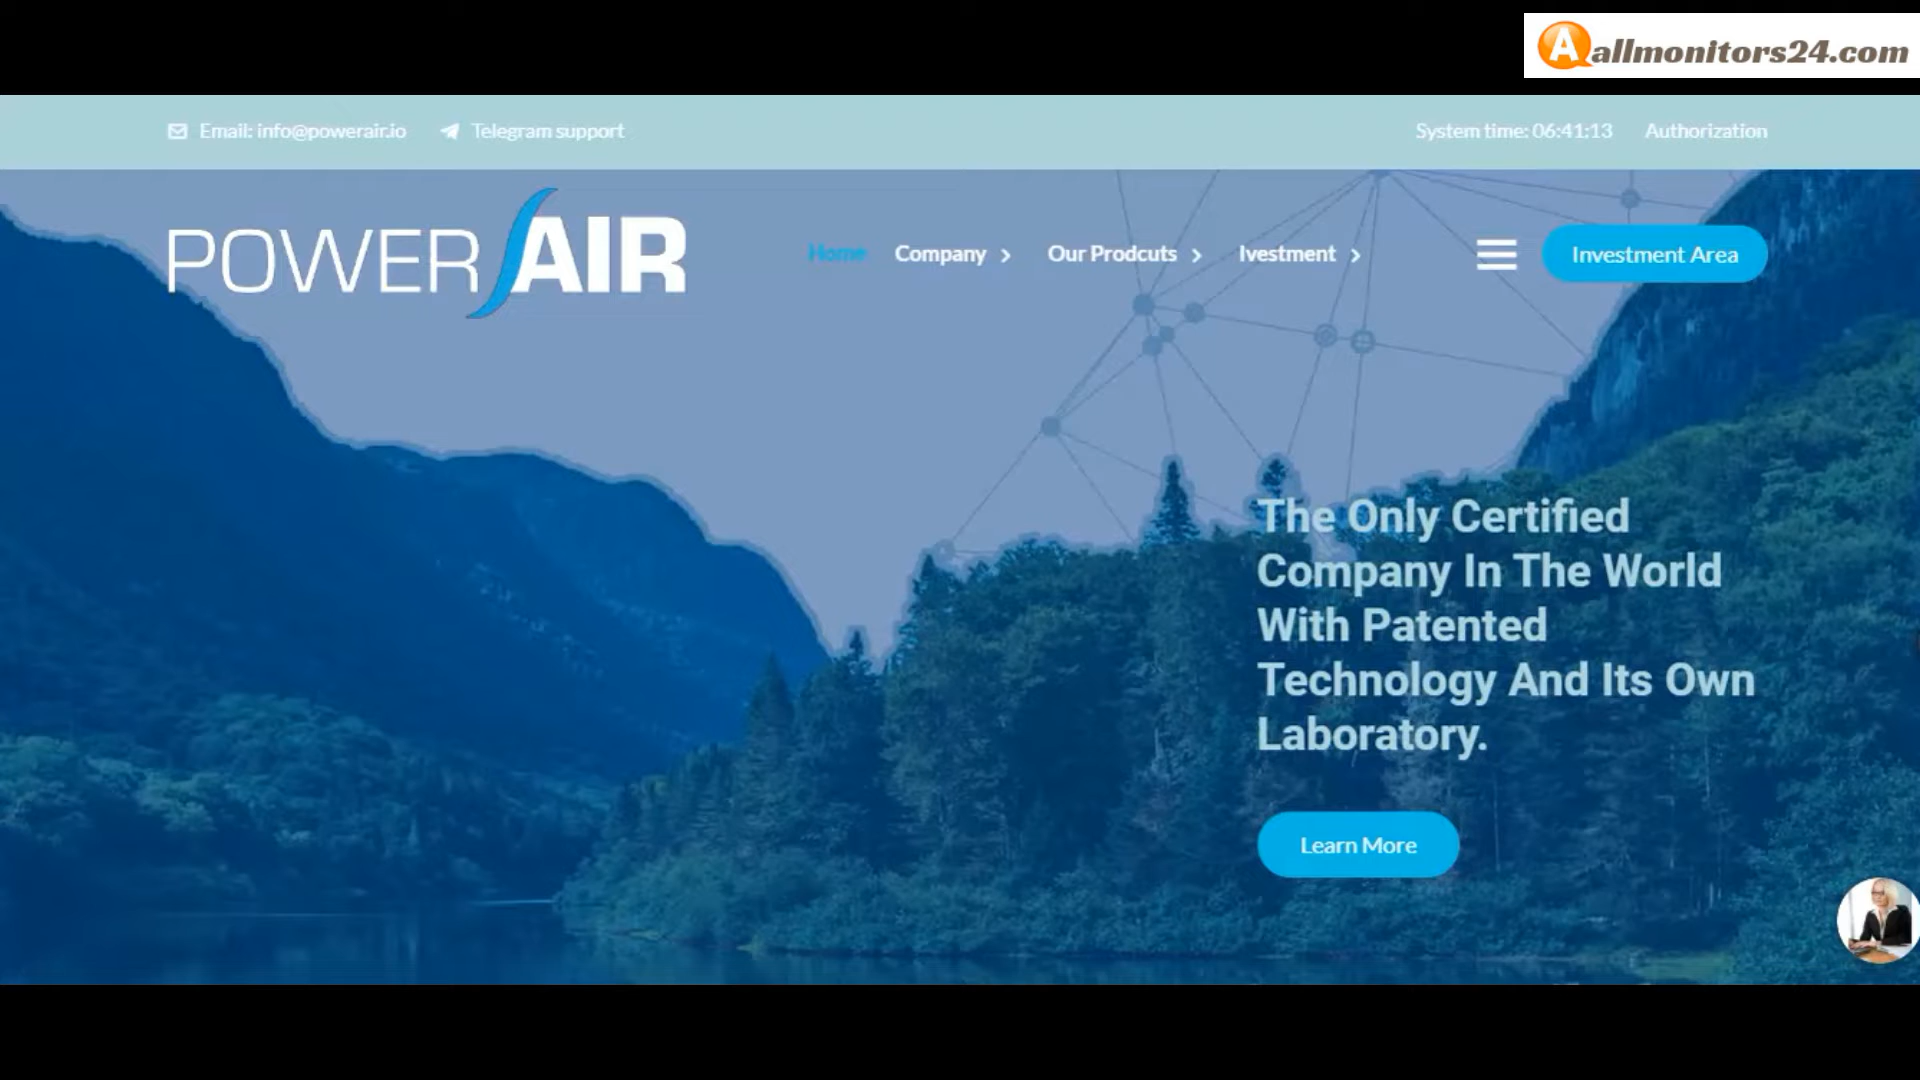 A allmonitors24.com
Email: info@powerair.io Telegram support System time: 06:41:13 Authorization
POWER AIR
Home Company Our Prodcuts Ivestment Investment Area
The Only Certified
Company In The World
With Patented
Technology And Its Own
Laboratory.
Learn More